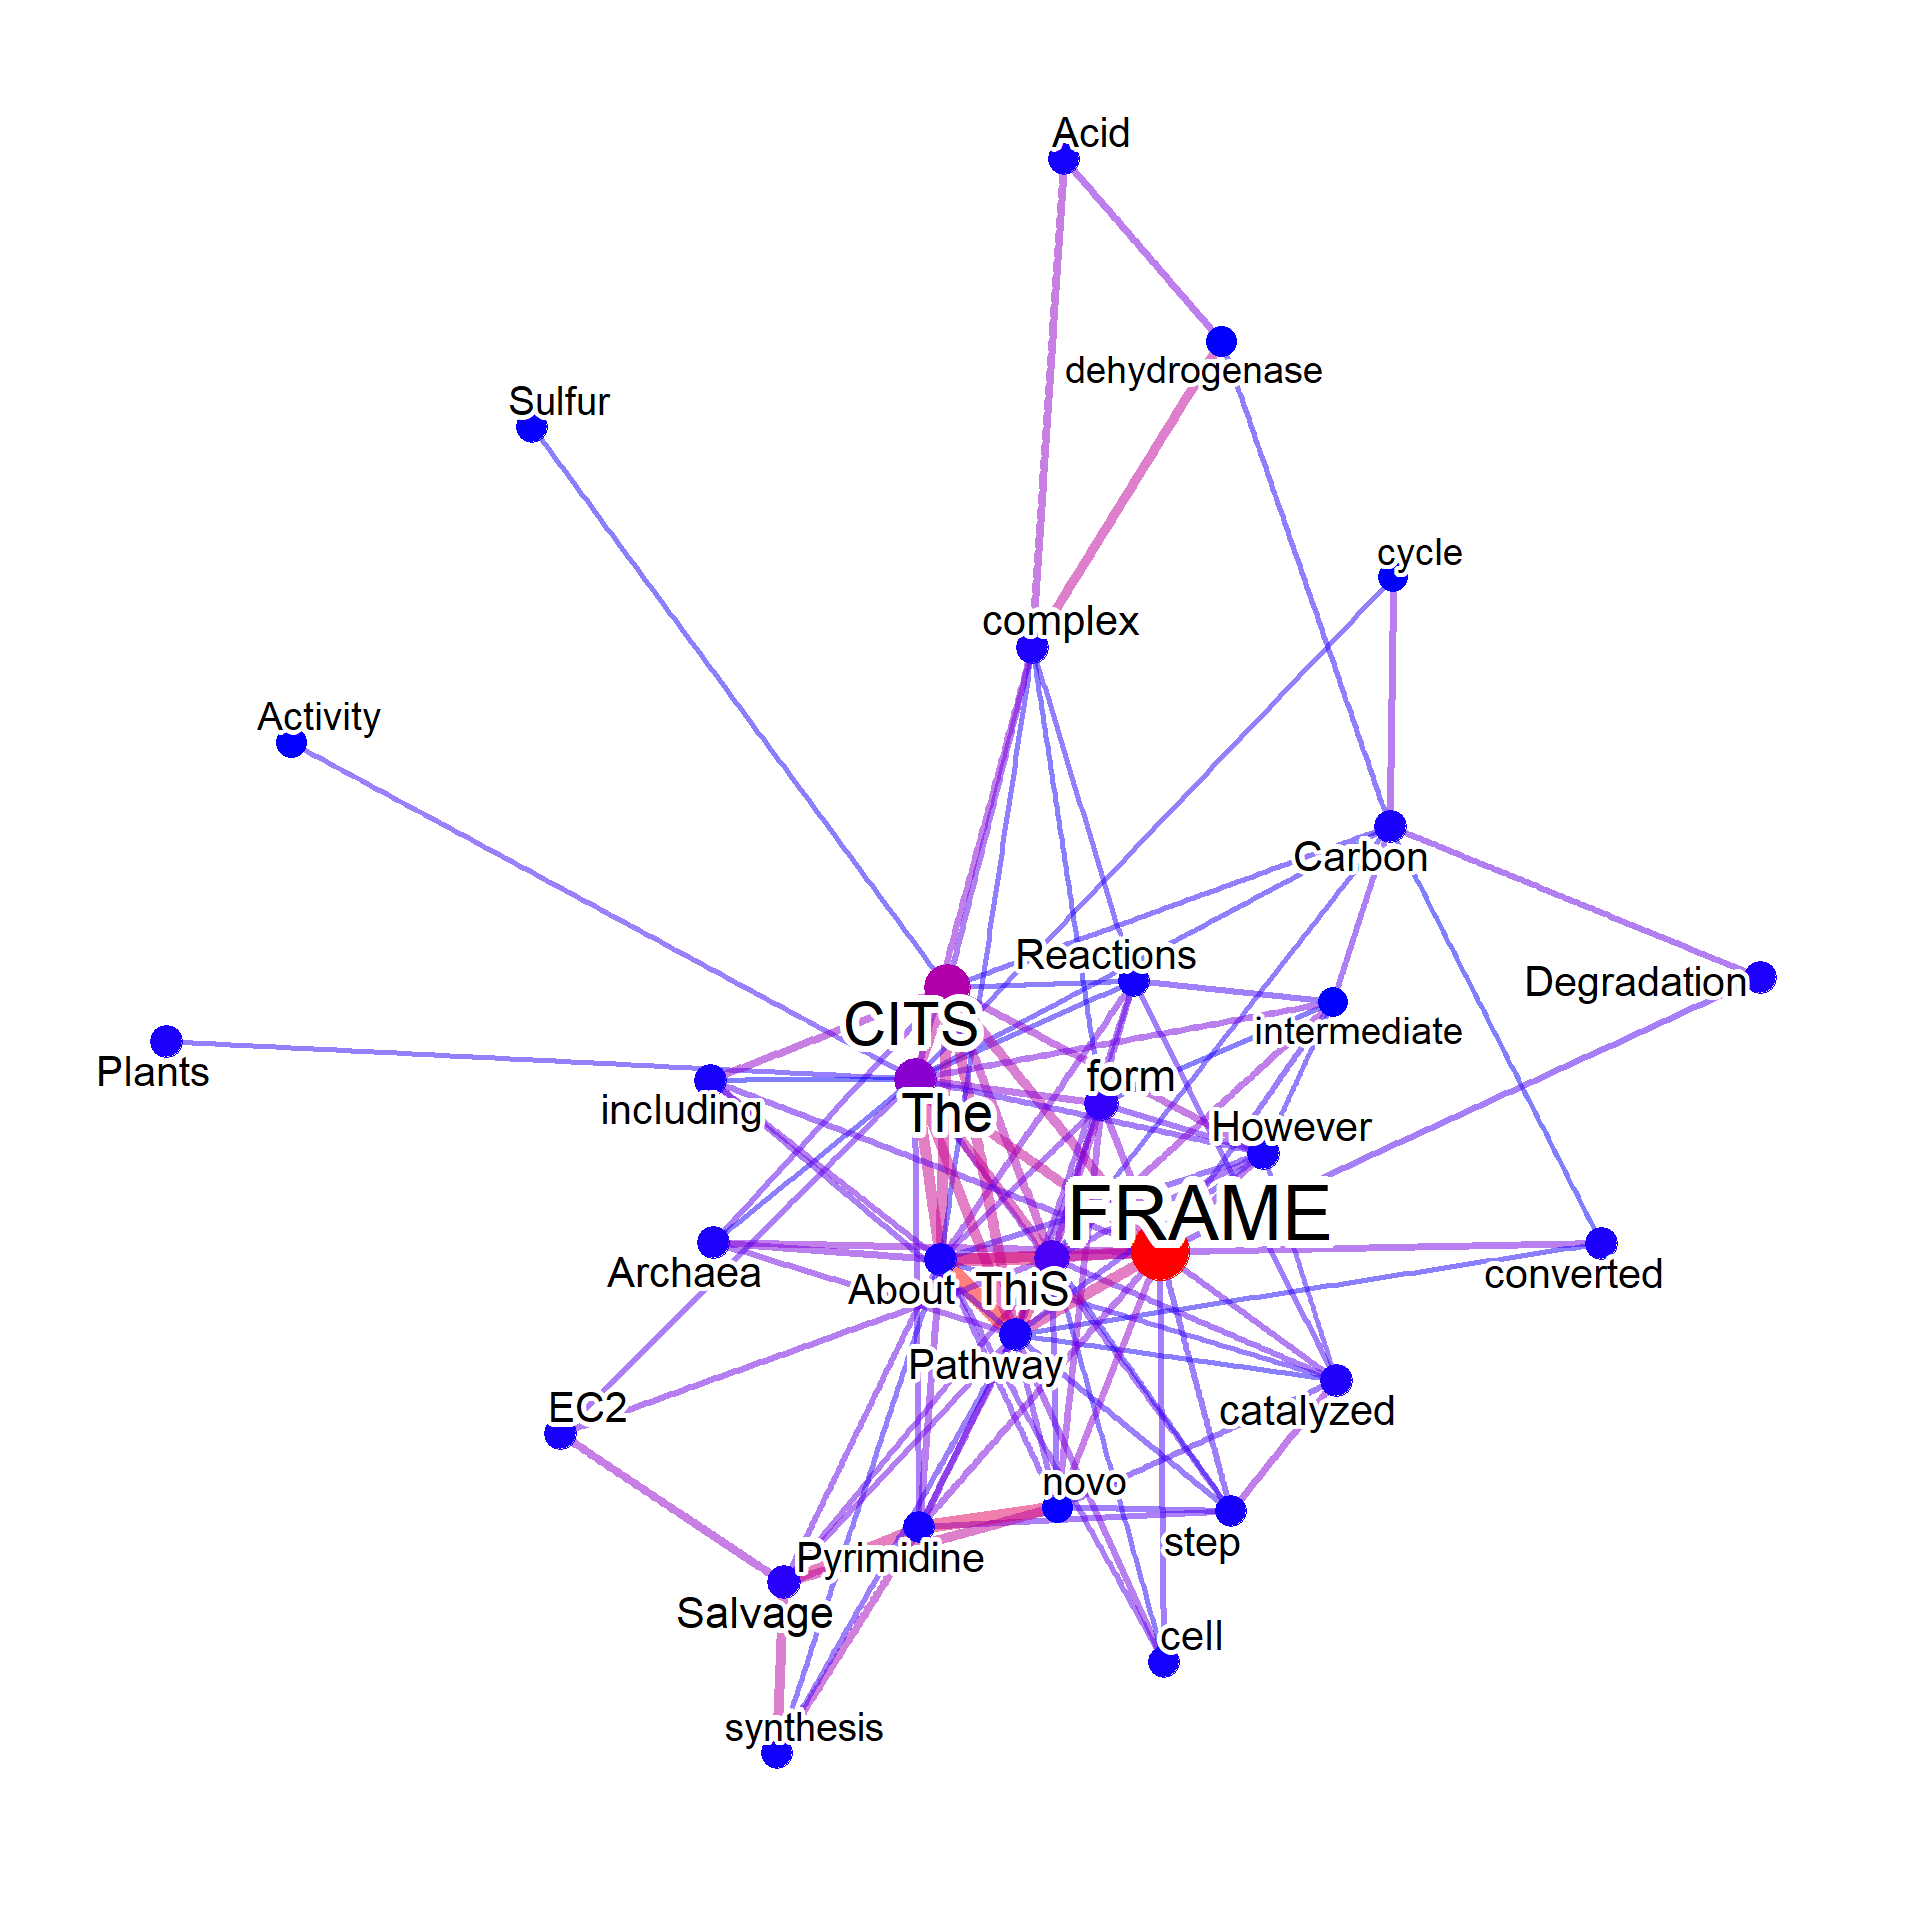 Acid
dehydrogenase
Sulfur
cycle
complex
Activity
Carbon
Reactions
Degradation
CITS
intermediate
Plants
form
including
The
However
FRAME
Archaea
About
ThiS
converted
Pathway
EC2
catalyzed
novo
step
Pyrimidine
Salvage
cell
synthesis